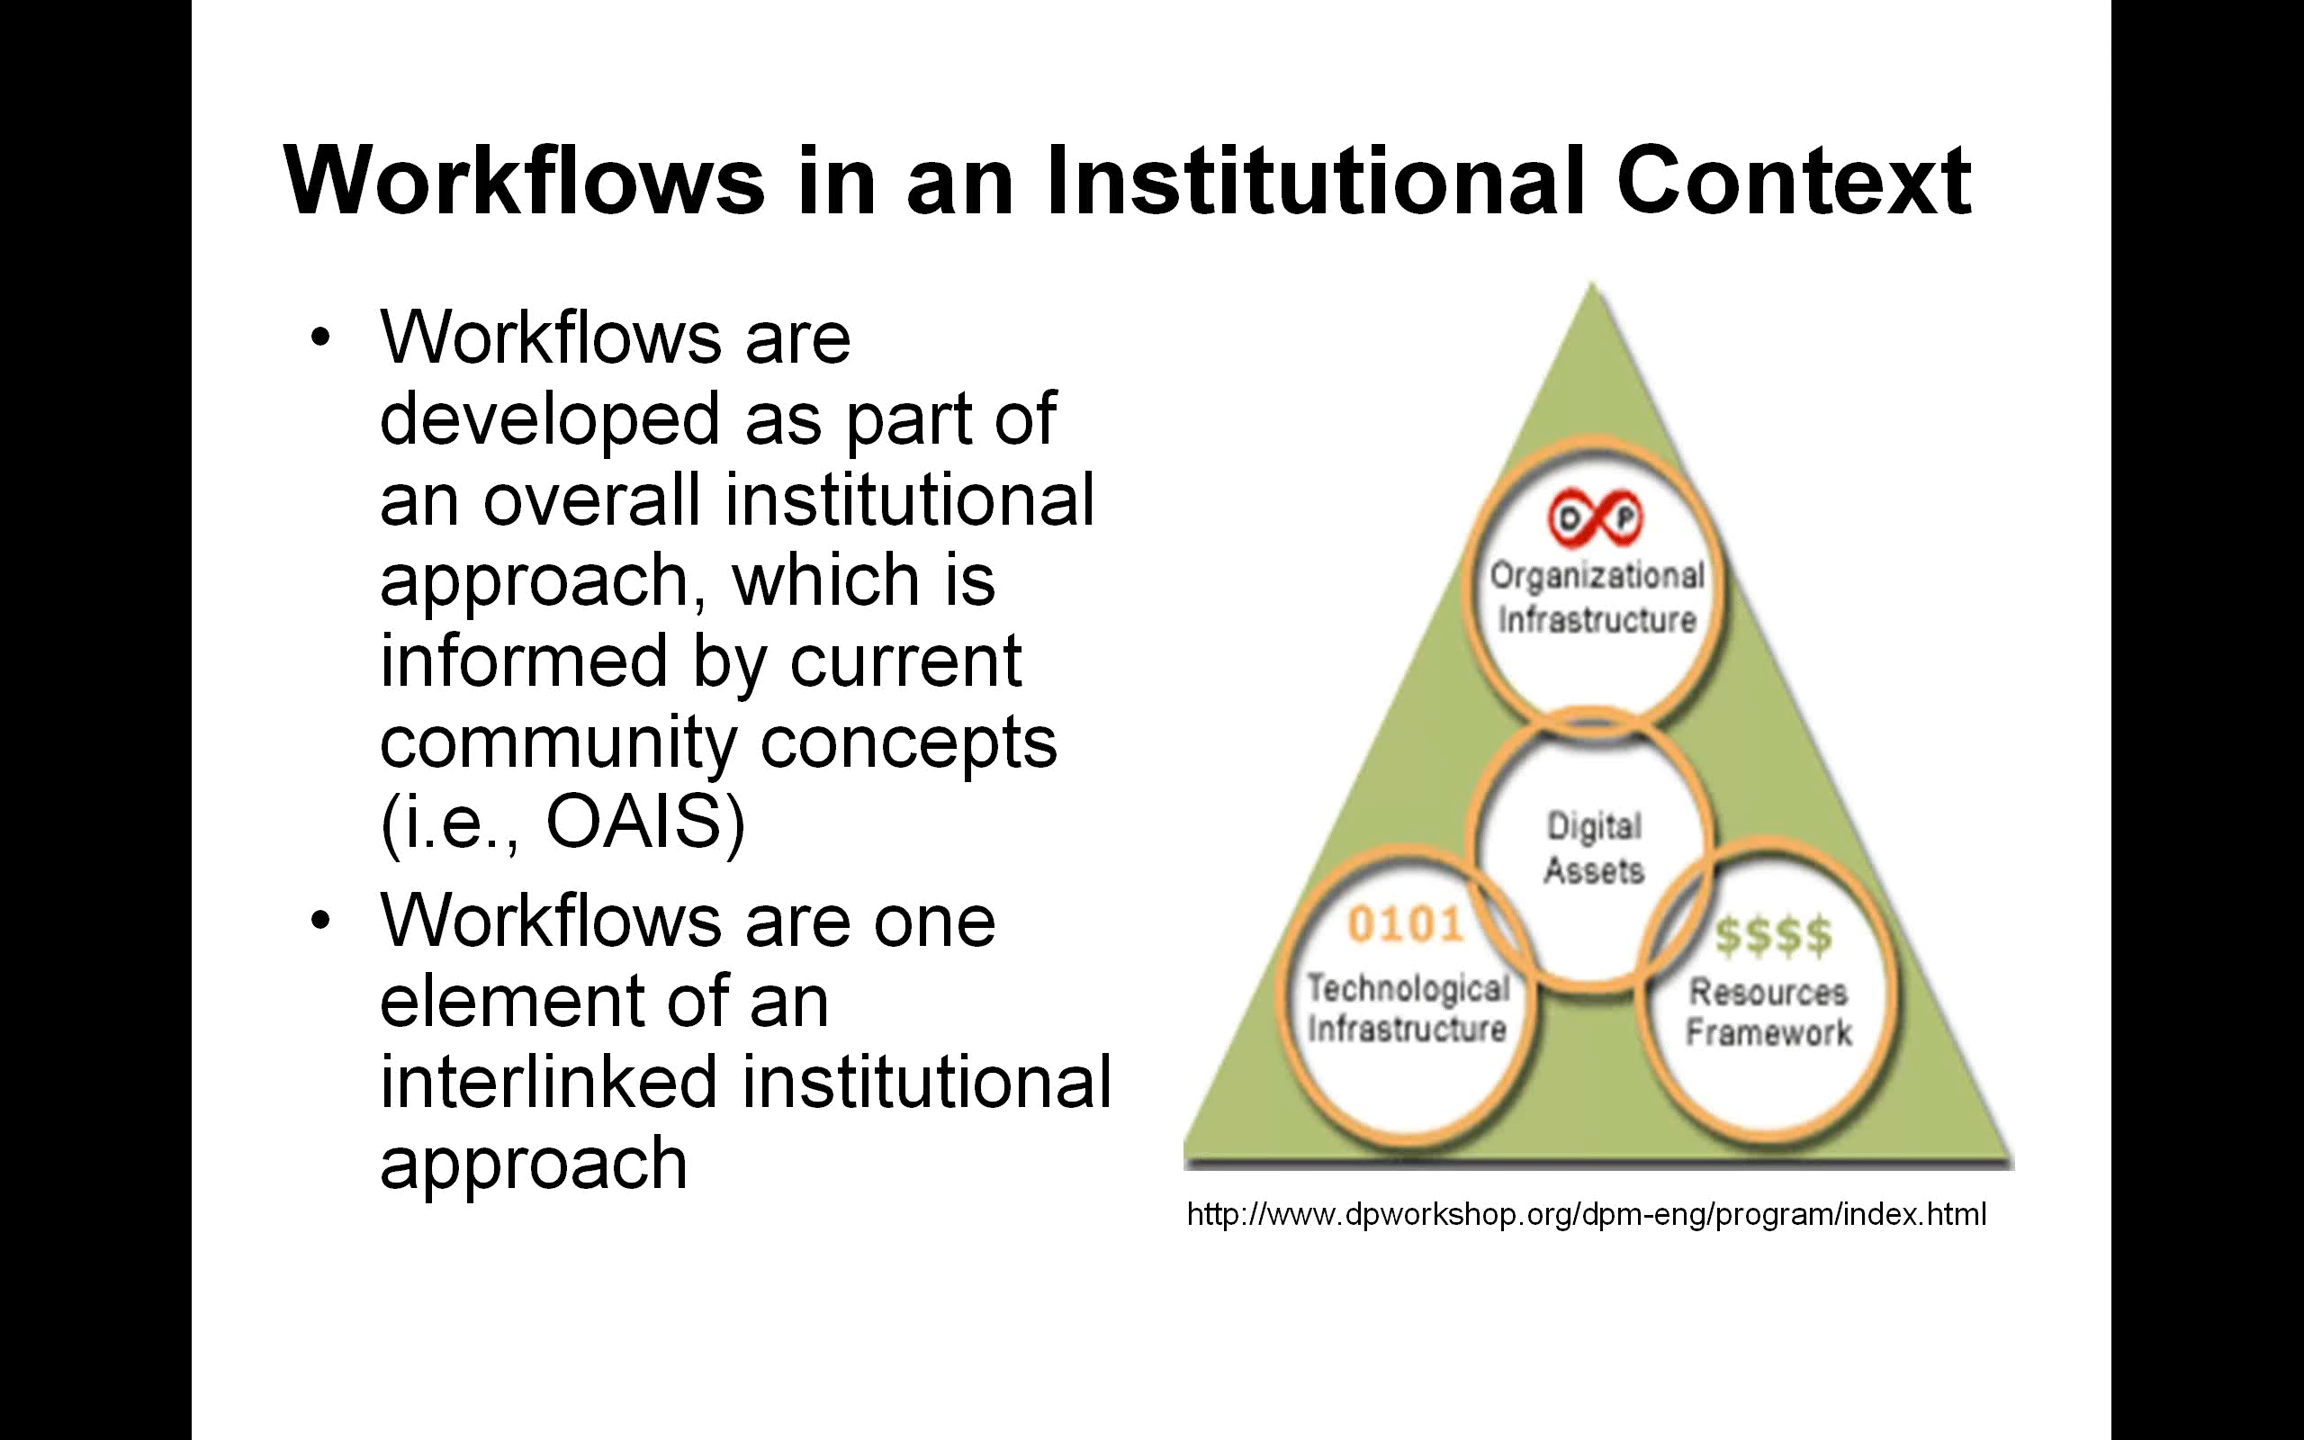 Workflows in an Institutional Context
• Workflows are
developed as part of
an overall institutional
approach, which is
informed by current
community concepts
(i.e., OAIS)
• Workflows are one
element of an
interlinked institutional
approach
D P
Organizational
Infrastructure
Digital
Assets
0101
Technological
Infrastructure
$$$$
Resources
Framework
http://www.dpworkshop.org/dpm-eng/program/index.html